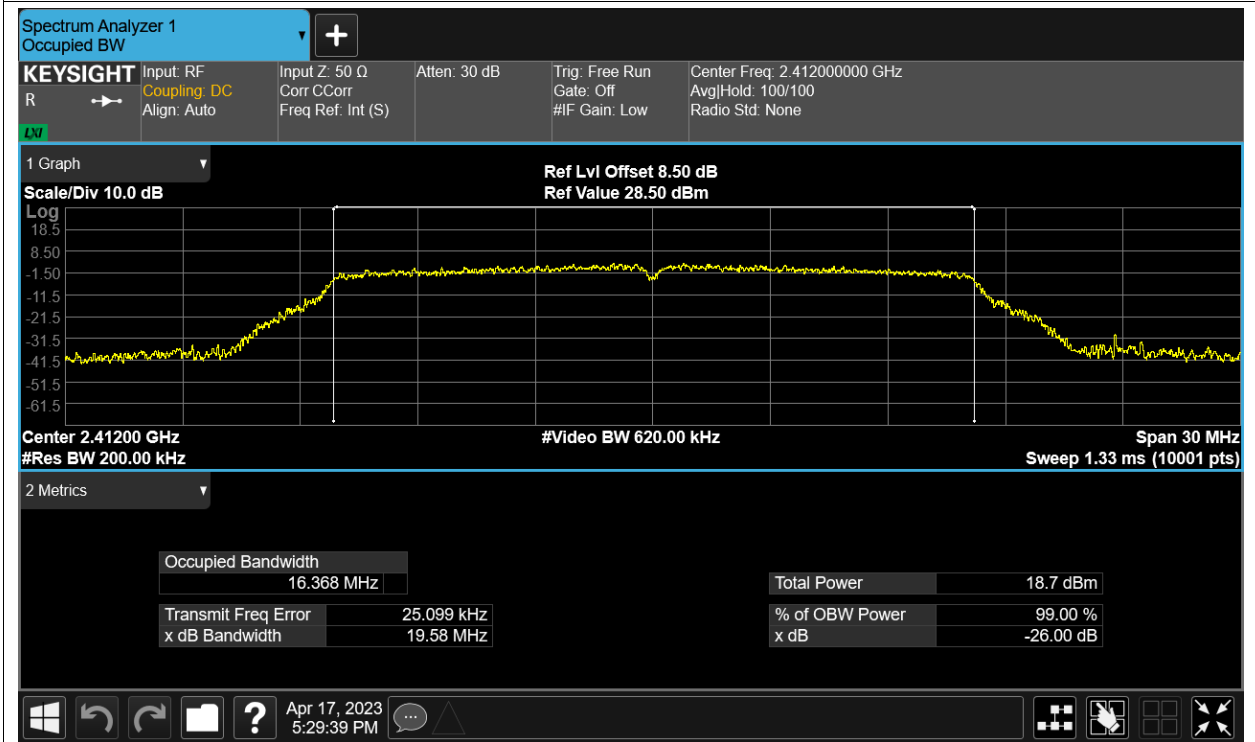 Spectrum Analyzer 1
Occupied BW
KEYSIGHT
R
LXI
Input: RF
Coupling: DC
Align: Auto
Input Z: 50 Ω
Corr CCorr
Freq Ref: Int (S)
Atten: 30 dB
Trig: Free Run
Gate: Off
#IF Gain: Low
Center Freq: 2.412000000 GHz
Avg|Hold: 100/100
Radio Std: None
1 Graph
Scale/Div 10.0 dB
Ref Lvl Offset 8.50 dB
Ref Value 28.50 dBm
Log
18.5
8.50
-1.50
-11.5
-21.5
-31.5
-41.5
-51.5
-61.5
Center 2.41200 GHz
#Video BW 620.00 kHz
Span 30 MHz
#Res BW 200.00 kHz
Sweep 1.33 ms (10001 pts)
2 Metrics
Occupied Bandwidth
16.368 MHz
Transmit Freq Error 25.099 kHz
x dB Bandwidth 19.58 MHz
Total Power 18.7 dBm
% of OBW Power 99.00 %
x dB -26.00 dB
?
Apr 17, 2023
5:29:39 PM